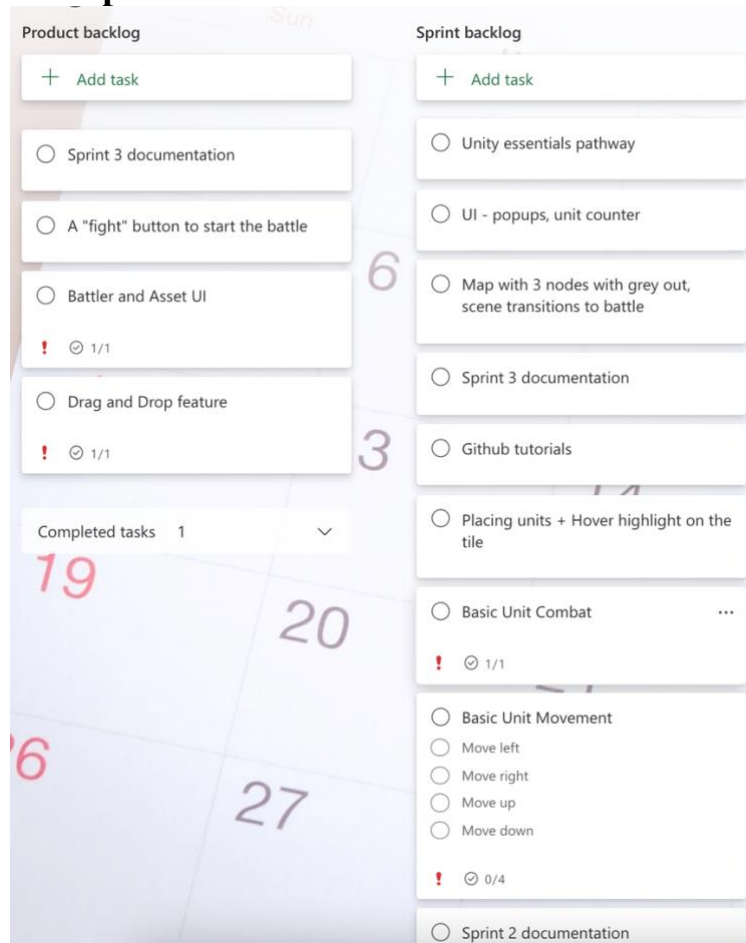 Sun
Product backlog
+ Add task
Sprint 3 documentation
A "fight" button to start the battle
Battler and Asset UI
! 1/1
Drag and Drop feature
! 1/1
Completed tasks 1
Sprint backlog
+ Add task
Unity essentials pathway
UI - popups, unit counter
Map with 3 nodes with grey out,
scene transitions to battle
Sprint 3 documentation
Github tutorials
Placing units + Hover highlight on the
tile
Basic Unit Combat ...
! 1/1
Basic Unit Movement
Move left
Move right
Move up
Move down
! 0/4
Sprint 2 documentation
6
3
19
20
26
27